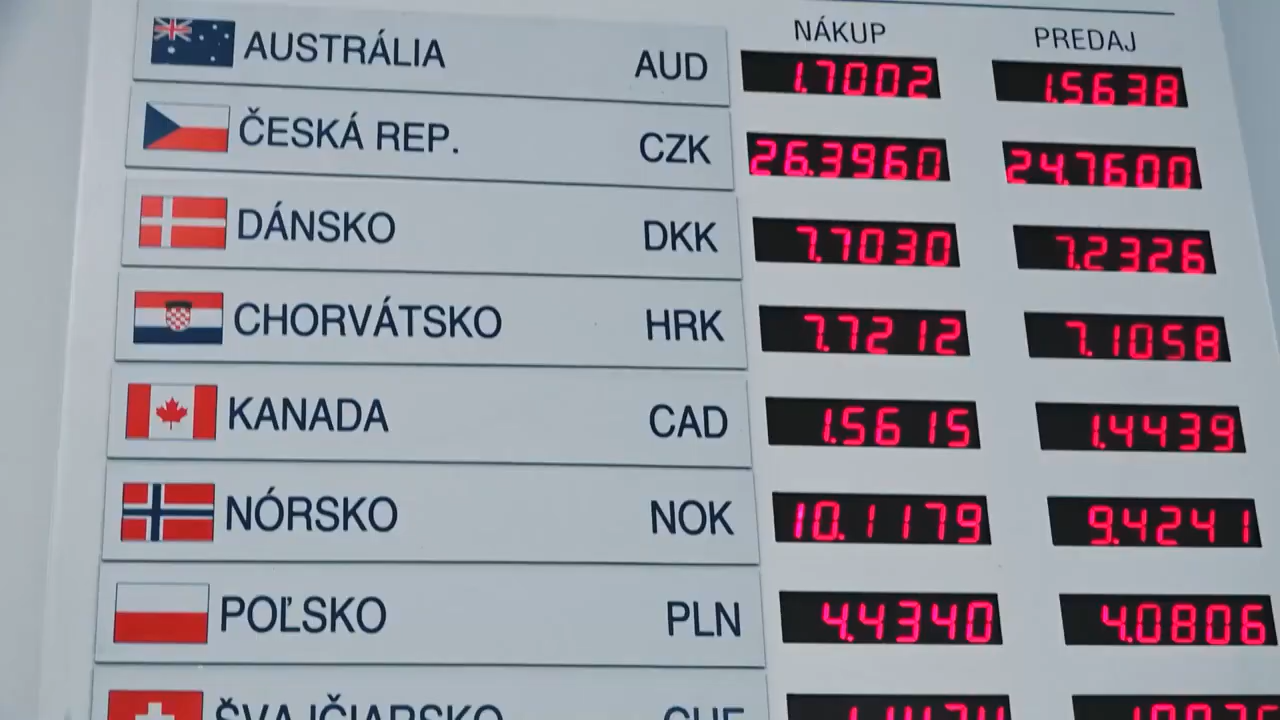 NÁKUP PREDAJ
AUSTRÁLIA AUD 1.7002 1.5638
ČESKÁ REP. CZK 26.3960 24.7600
DÁNSKO DKK 7.7030 7.2326
CHORVÁTSKO HRK 7.7212 7.1058
KANADA CAD 1.5615 1.4439
NÓRSKO NOK 10.1179 9.4241
POĽSKO PLN 4.4340 4.0806
ŠVAJČIARSKO CHF